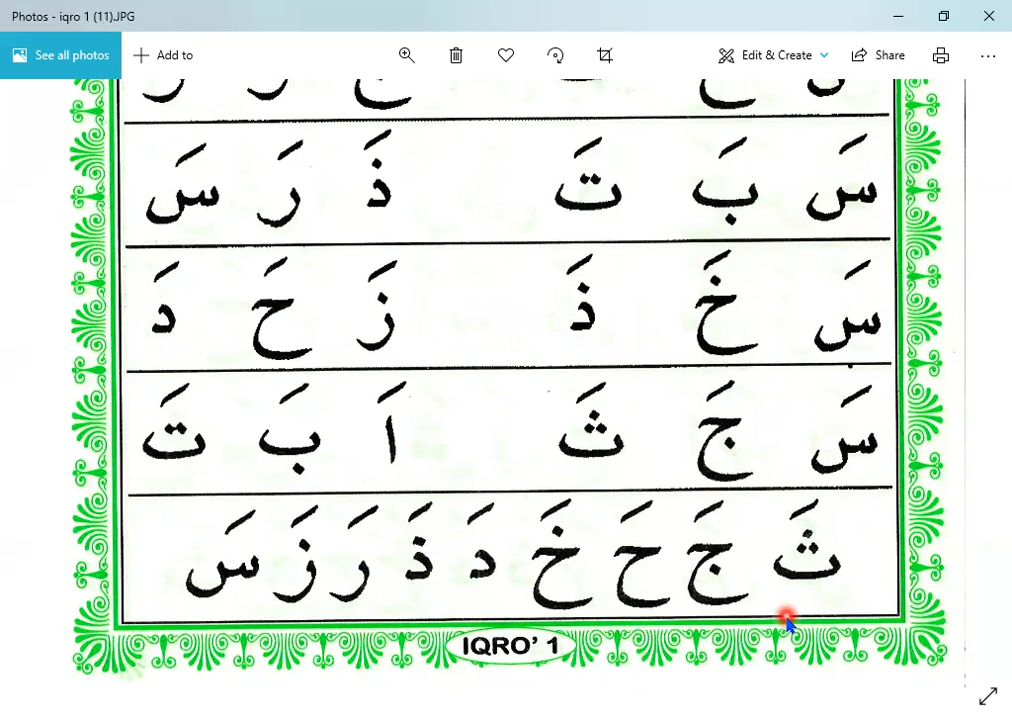 Photos - iqro 1 (11).JPG
See all photos
Add to
Edit & Create
Share
سَ بَ تَ ذَ رَ سَ
سَ خَ ذَ زَ حَ دَ
سَ جَ ثَ اَ بَ تَ
ثَ جَ حَ خَ دَ ذَ رَ زَ سَ
IQRO' 1